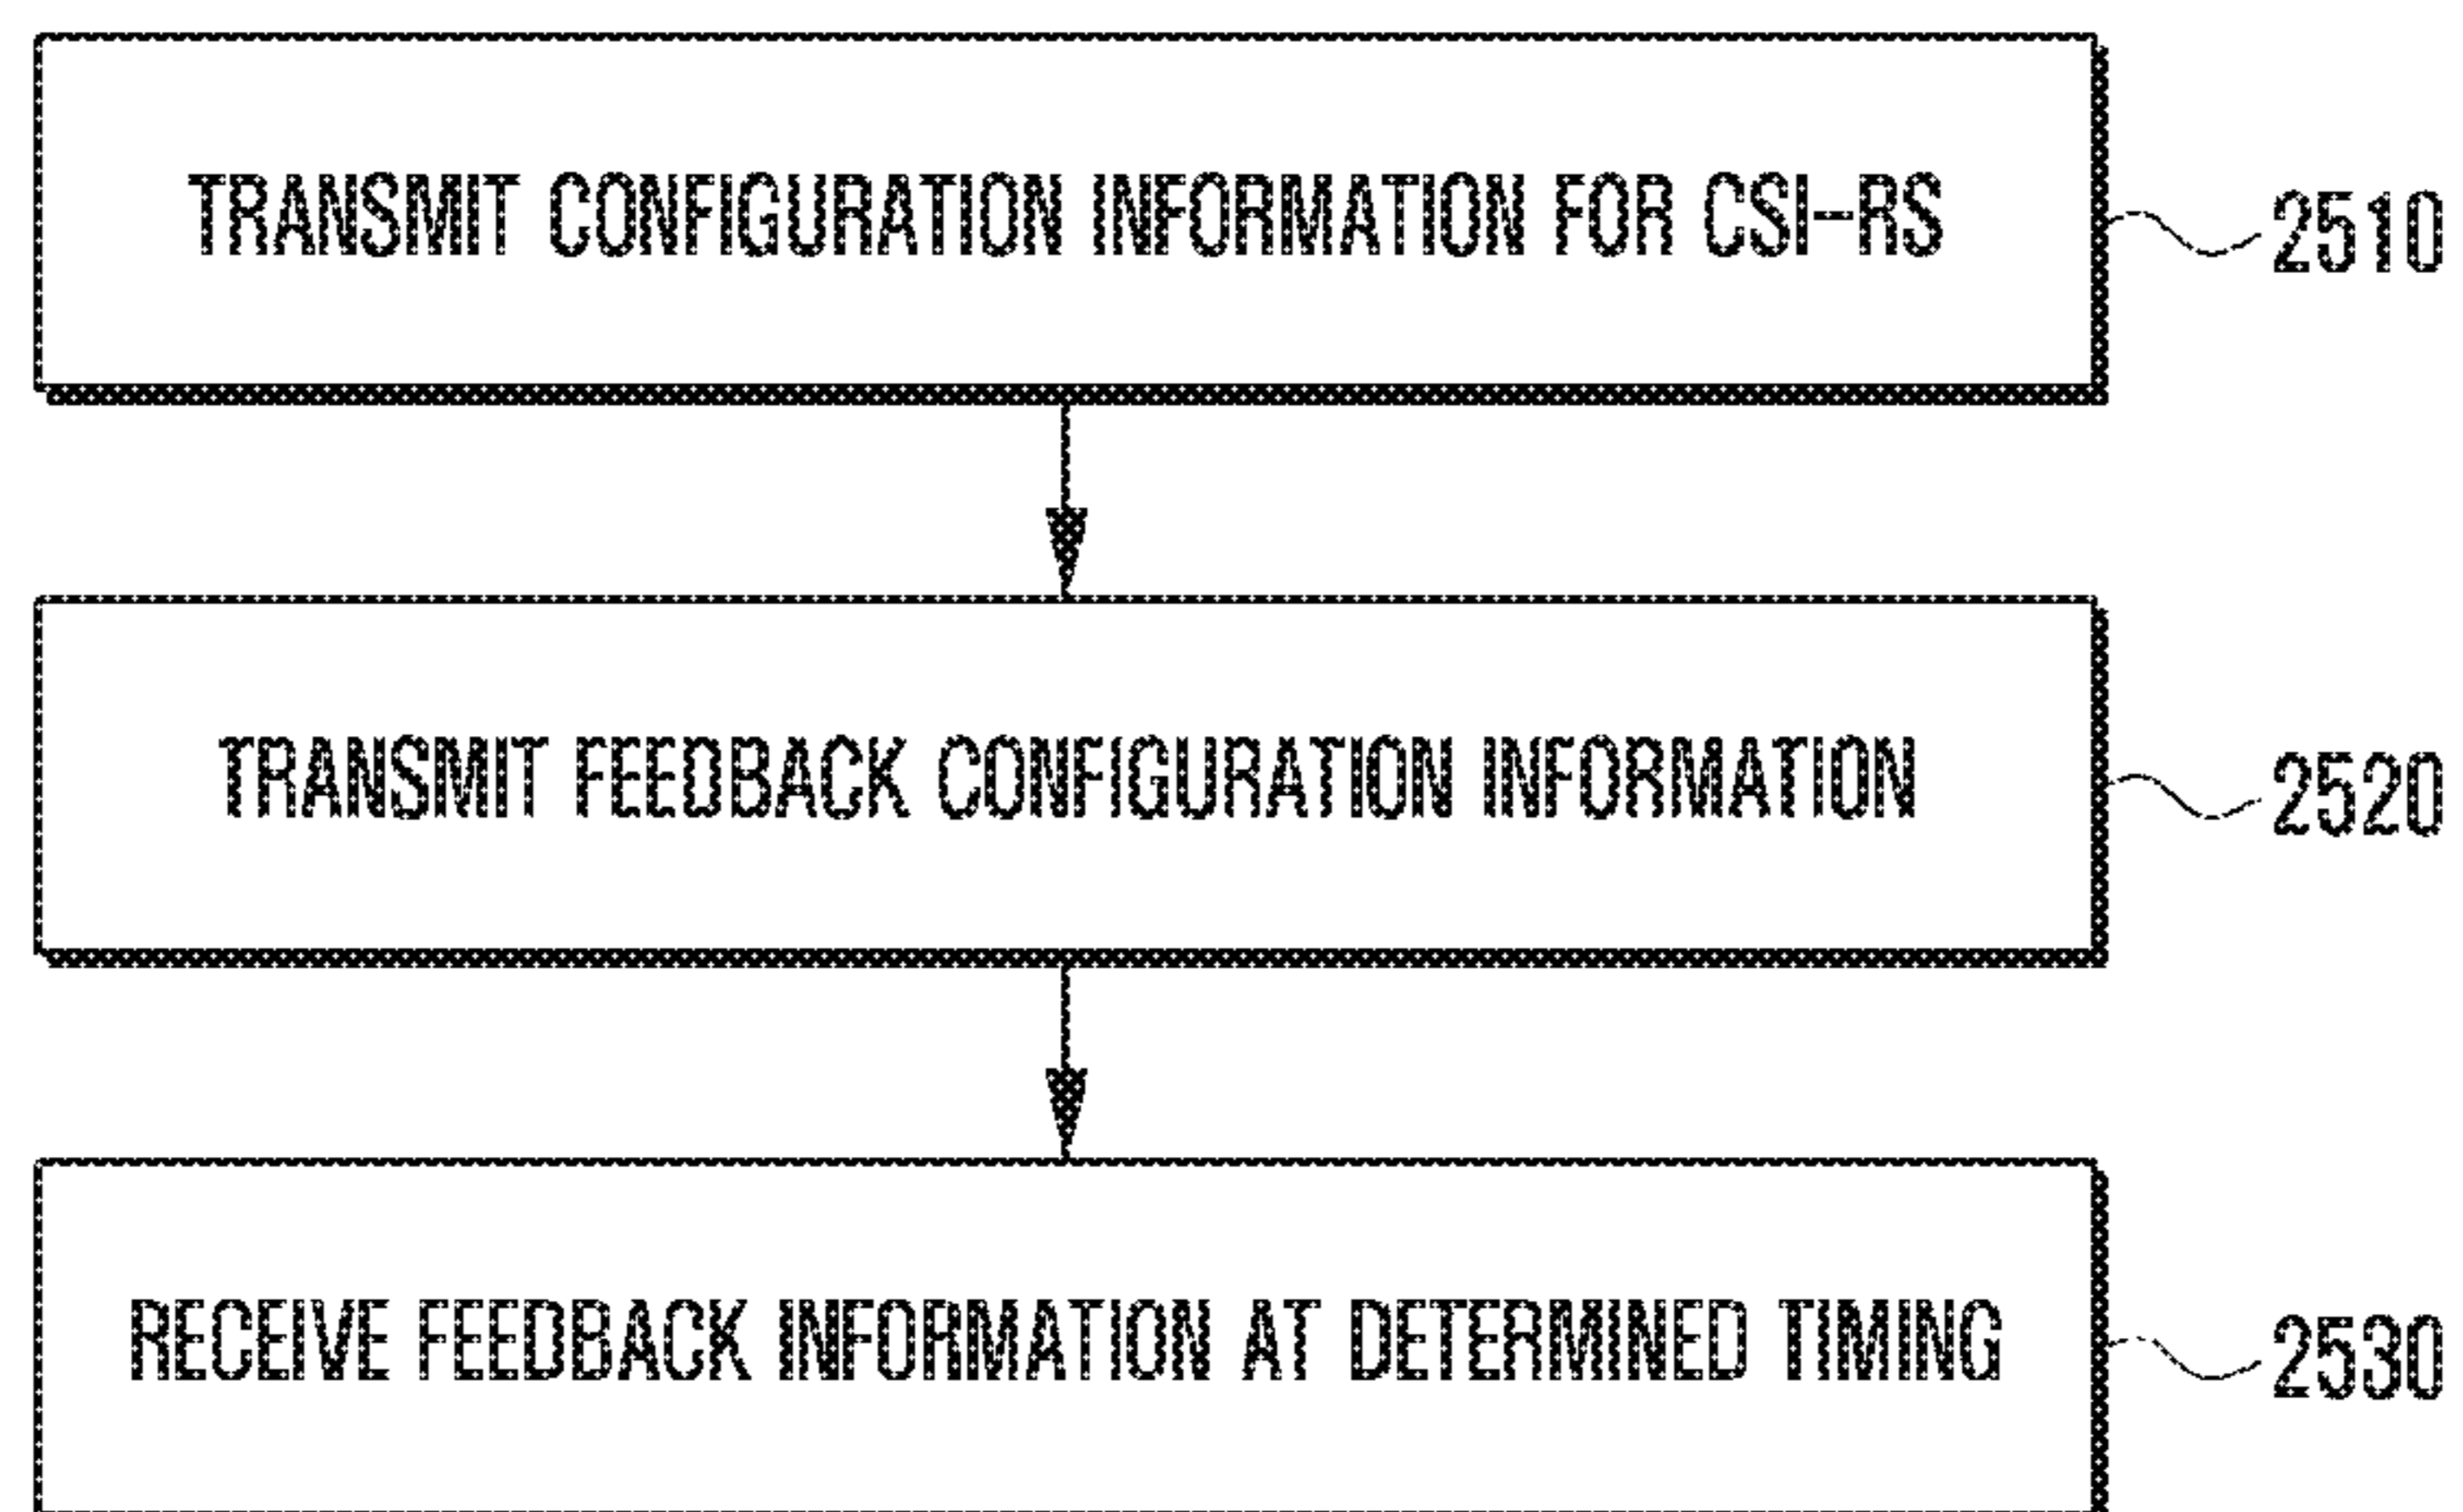 TRANSMIT CONFIGURATION INFORMATION FOR CSI-RS
2510
TRANSMIT FEEDBACK CONFIGURATION INFORMATION
2520
RECEIVE FEEDBACK INFORMATION AT DETERMINED TIMING
2530